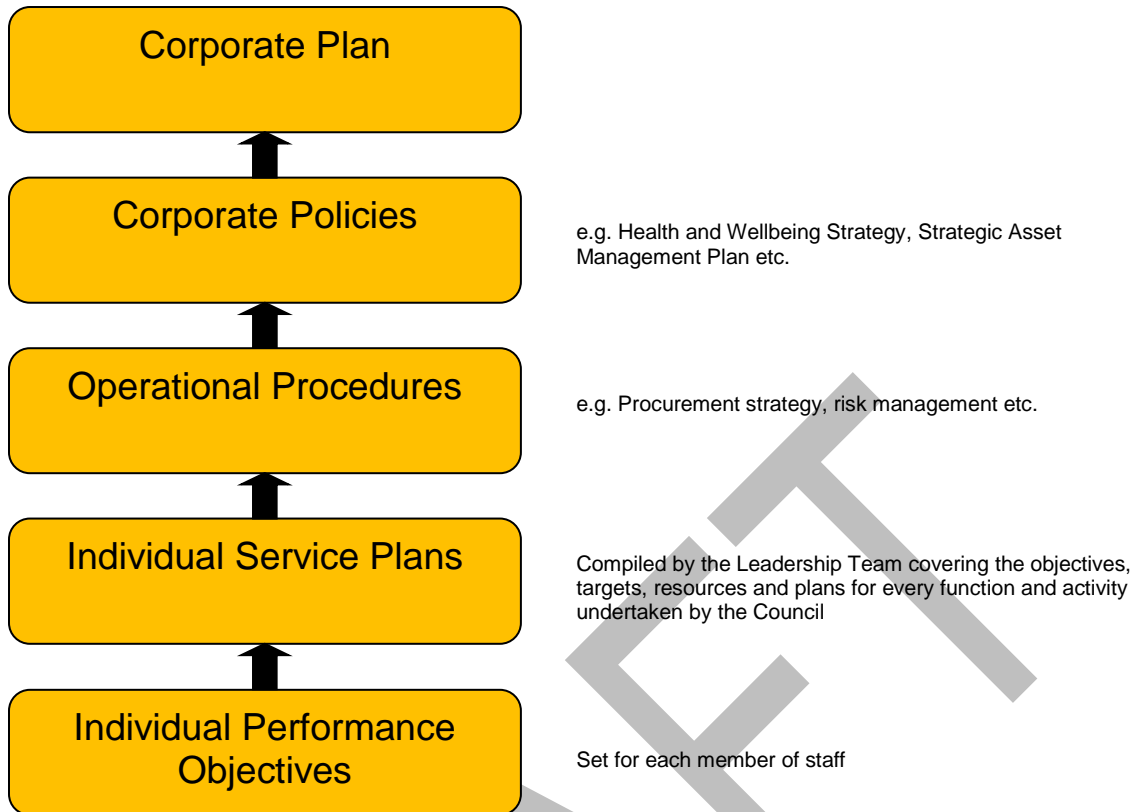 Corporate Plan
Corporate Policies
e.g. Health and Wellbeing Strategy, Strategic Asset
Management Plan etc.
Operational Procedures
e.g. Procurement strategy, risk management etc.
Individual Service Plans
Compiled by the Leadership Team covering the objectives,
targets, resources and plans for every function and activity
undertaken by the Council
Individual Performance
Objectives
Set for each member of staff